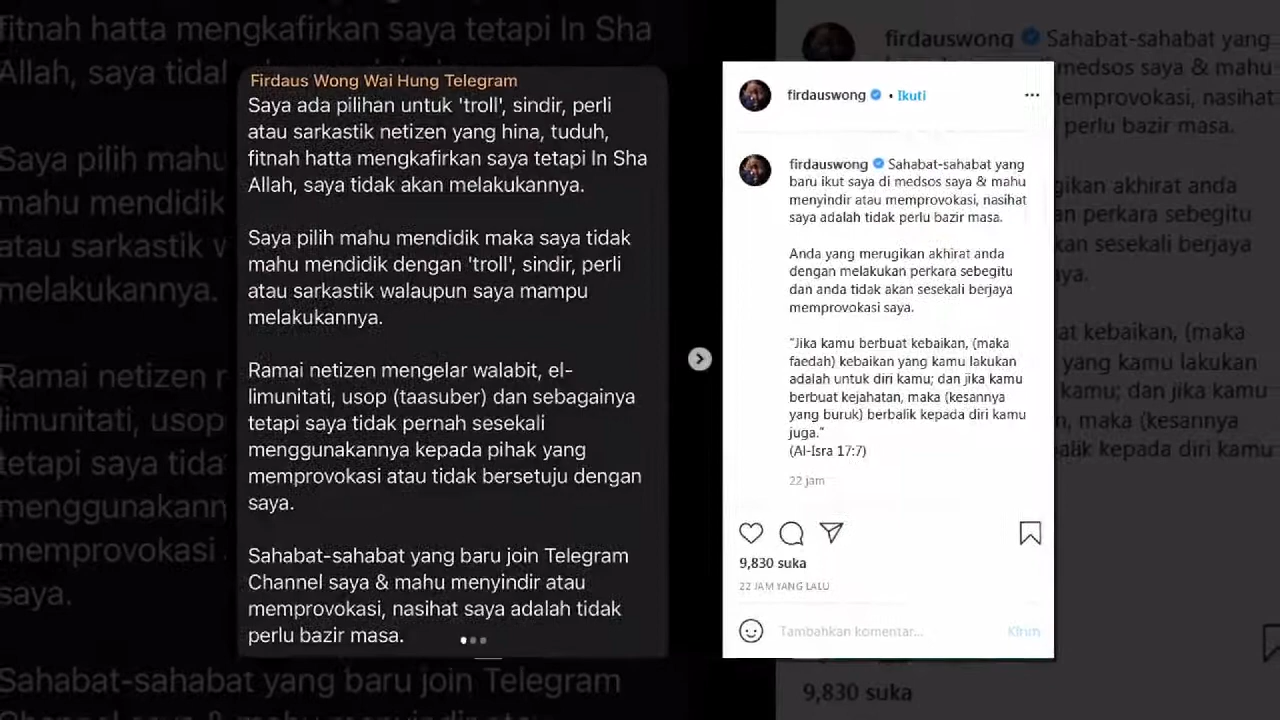 fitnah hatta mengkafirkan saya tetapi In Sha
Allah, saya tidal
Saya pilih mahu
mahu mendidik
atau sarkastik w
melakukannya.
Ramai netizen r
limunitati, usop
tetapi saya tida
menggunakann
memprovokasi
saya.
Sahabat-sahabat yang baru join Telegram
Firdaus Wong Wai Hung Telegram
Saya ada pilihan untuk 'troll', sindir, perli
atau sarkastik netizen yang hina, tuduh,
fitnah hatta mengkafirkan saya tetapi In Sha
Allah, saya tidak akan melakukannya.
Saya pilih mahu mendidik maka saya tidak
mahu mendidik dengan 'troll', sindir, perli
atau sarkastik walaupun saya mampu
melakukannya.
Ramai netizen mengelar walabit, el-
limunitati, usop (taasuber) dan sebagainya
tetapi saya tidak pernah sesekali
menggunakannya kepada pihak yang
memprovokasi atau tidak bersetuju dengan
saya.
Sahabat-sahabat yang baru join Telegram
Channel saya & mahu menyindir atau
memprovokasi, nasihat saya adalah tidak
perlu bazir masa.
firdauswong • Ikuti
firdauswong Sahabat-sahabat yang
baru ikut saya di medsos saya & mahu
menyindir atau memprovokasi, nasihat
saya adalah tidak perlu bazir masa.
Anda yang merugikan akhirat anda
dengan melakukan perkara sebegitu
dan anda tidak akan sesekali berjaya
memprovokasi saya.
"Jika kamu berbuat kebaikan, (maka
faedah) kebaikan yang kamu lakukan
adalah untuk diri kamu; dan jika kamu
berbuat kejahatan, maka (kesannya
yang buruk) berbalik kepada diri kamu
juga."
(Al-Isra 17:7)
22 jam
9,830 suka
22 JAM YANG LALU
Tambahkan komentar... Kirim
firdauswong Sahabat-sahabat yang
medsos saya & mahu
memprovokasi, nasihat
perlu bazir masa.
gikan akhirat anda
an perkara sebegitu
kan sesekali berjaya
aya.
at kebaikan, (maka
yang kamu lakukan
kamu; dan jika kamu
n, maka (kesannya
alik kepada diri kamu
9,830 suka